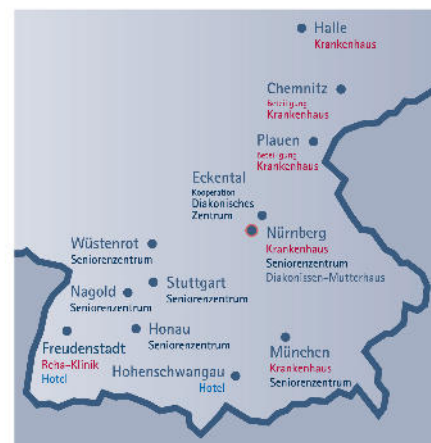 Halle
Krankenhaus
Chemnitz
Beteiligung
Krankenhaus
Plauen
Beteiligung
Krankenhaus
Eckental
Kooperation
Diakonisches
Zentrum
Nürnberg
Krankenhaus
Seniorenzentrum
Diakonissen-Mutterhaus
Wüstenrot
Seniorenzentrum
Stuttgart
Seniorenzentrum
Nagold
Seniorenzentrum
Honau
Seniorenzentrum
Freudenstadt
Reha-Klinik
Hotel
Hohenschwangau
Hotel
München
Krankenhaus
Seniorenzentrum